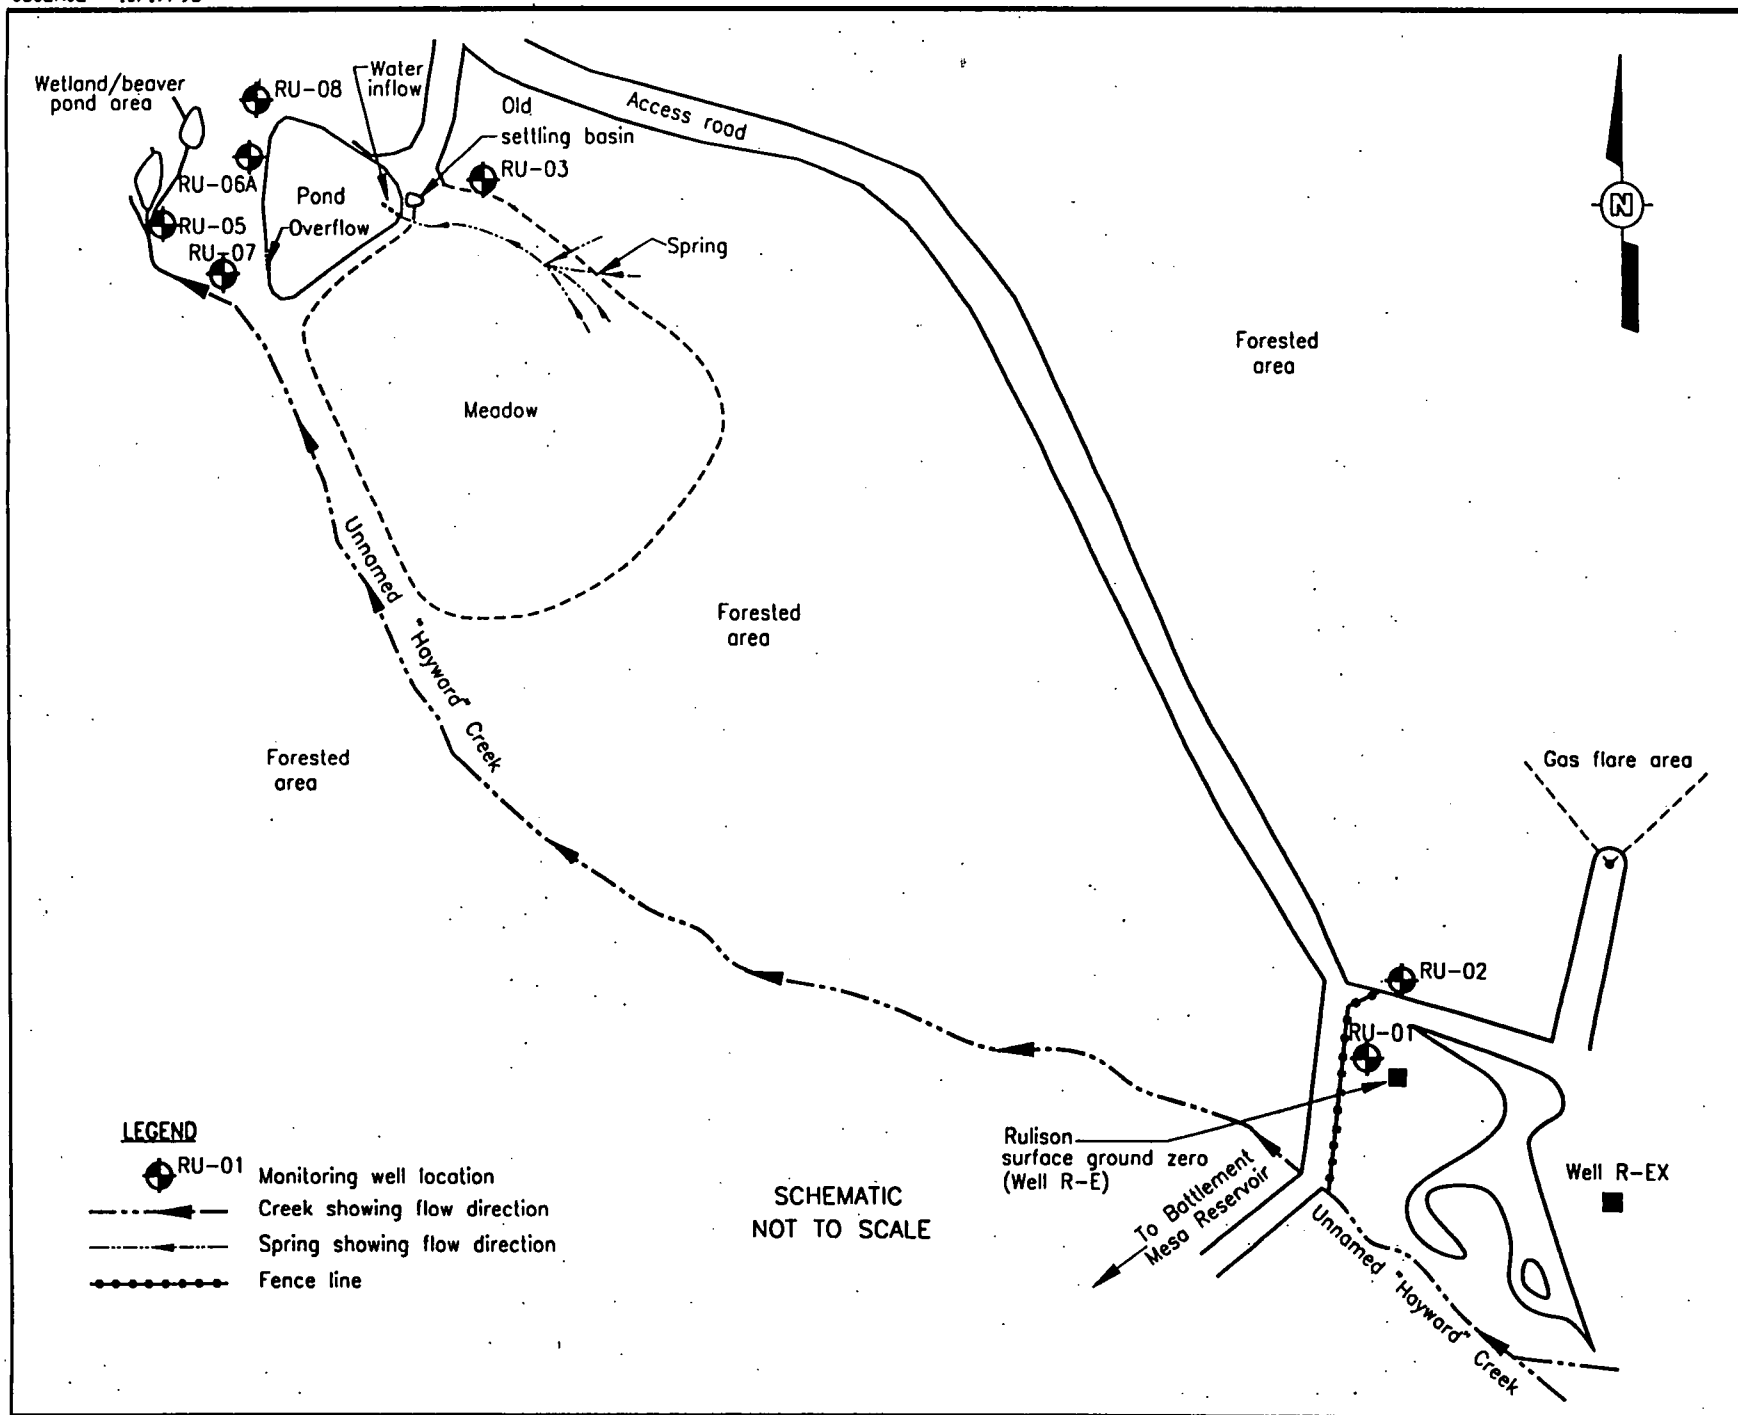 Wetland/beaver
pond area
RU-08
Water
inflow
Old
settling basin
Access road
RU-03
RU-06A
Pond
RU-05
Overflow
RU-07
Spring
N
Forested
area
Meadow
Unnamed "Hayward" Creek
Forested
area
Forested
area
Gas flare area
RU-02
RU-01
Rulison
surface ground zero
(Well R-E)
To Battlement
Mesa Reservoir
Well R-EX
Unnamed "Hayward" Creek
SCHEMATIC
NOT TO SCALE
LEGEND
RU-01 Monitoring well location
Creek showing flow direction
Spring showing flow direction
Fence line